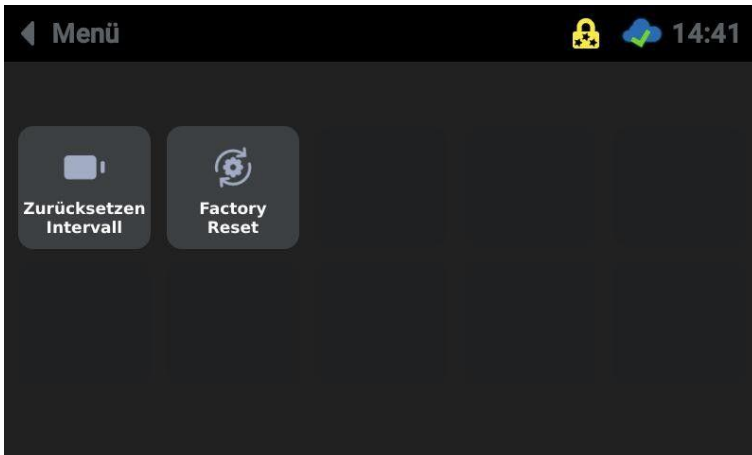 Menü
14:41
Zurücksetzen
Intervall
Factory
Reset